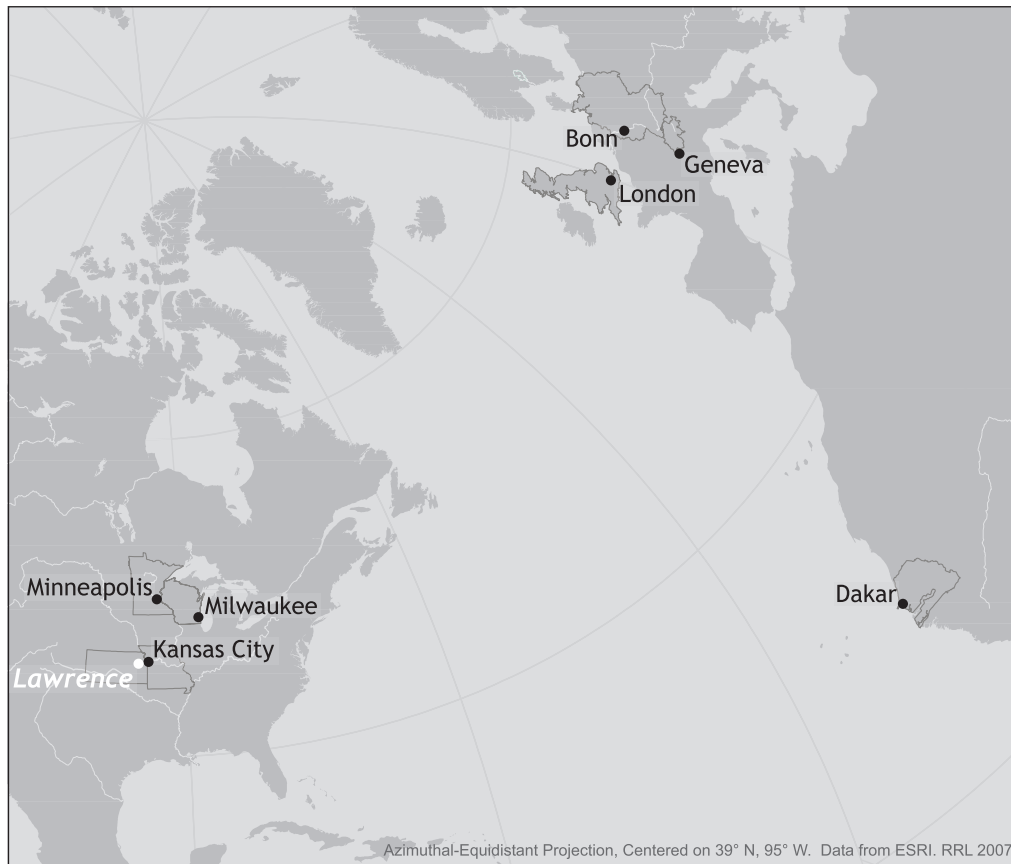 Bonn
Geneva
London
Minneapolis
Milwaukee
Dakar
Kansas City
Lawrence
Azimuthal-Equidistant Projection, Centered on 39° N, 95° W. Data from ESRI. RRL 2007